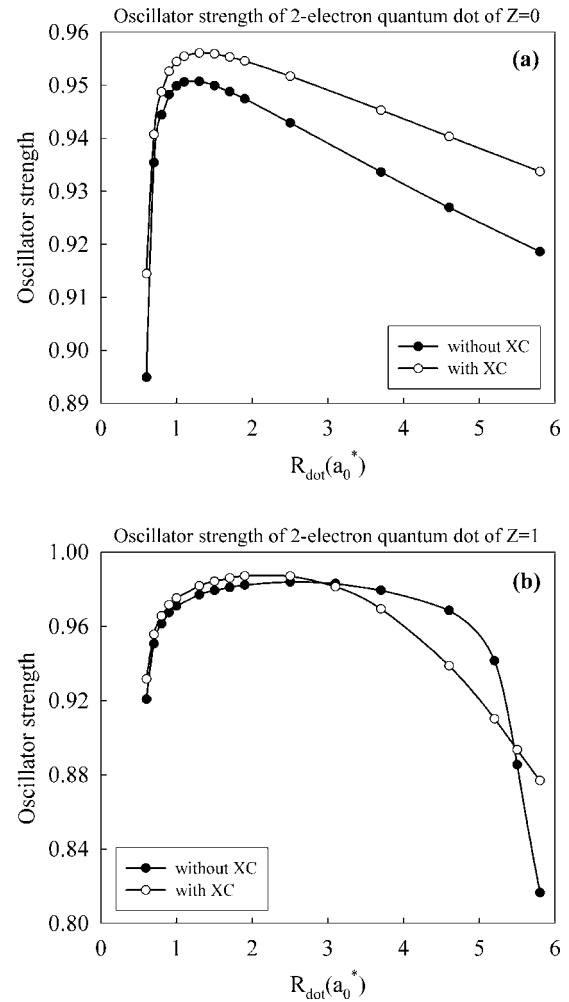 Oscillator strength of 2-electron quantum dot of Z=0
0.96
(a)
0.95
0.94
0.93
0.92
0.91
0.90
0.89
Oscillator strength
without XC
with XC
0 1 2 3 4 5 6
R_dot(a_0^*)
Oscillator strength of 2-electron quantum dot of Z=1
1.00
(b)
0.96
0.92
0.88
0.84
0.80
Oscillator strength
without XC
with XC
0 1 2 3 4 5 6
R_dot(a_0^*)